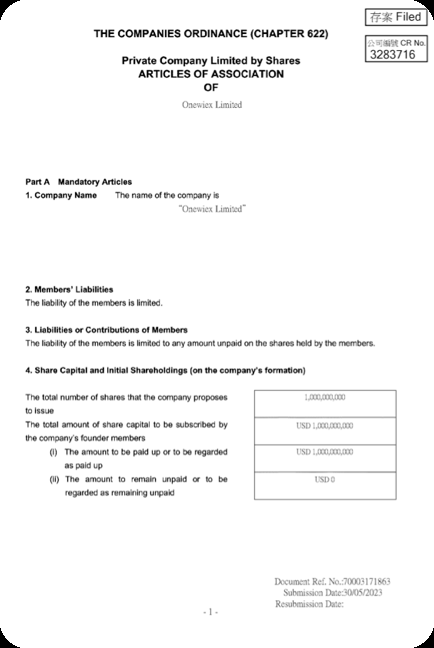 存案 Filed
公司編號 CR No.
3283716
THE COMPANIES ORDINANCE (CHAPTER 622)
Private Company Limited by Shares
ARTICLES OF ASSOCIATION
OF
Onewiex Limited
Part A Mandatory Articles
1. Company Name The name of the company is
"Onewiex Limited"
2. Members' Liabilities
The liability of the members is limited.
3. Liabilities or Contributions of Members
The liability of the members is limited to any amount unpaid on the shares held by the members.
4. Share Capital and Initial Shareholdings (on the company's formation)
The total number of shares that the company proposes 1,000,000,000
to issue
The total amount of share capital to be subscribed by USD 1,000,000,000
the company's founder members
(i) The amount to be paid up or to be regarded USD 1,000,000,000
as paid up
(ii) The amount to remain unpaid or to be USD 0
regarded as remaining unpaid
Document Ref. No.:70003171863
Submission Date:30/05/2023
Resubmission Date:
- 1 -